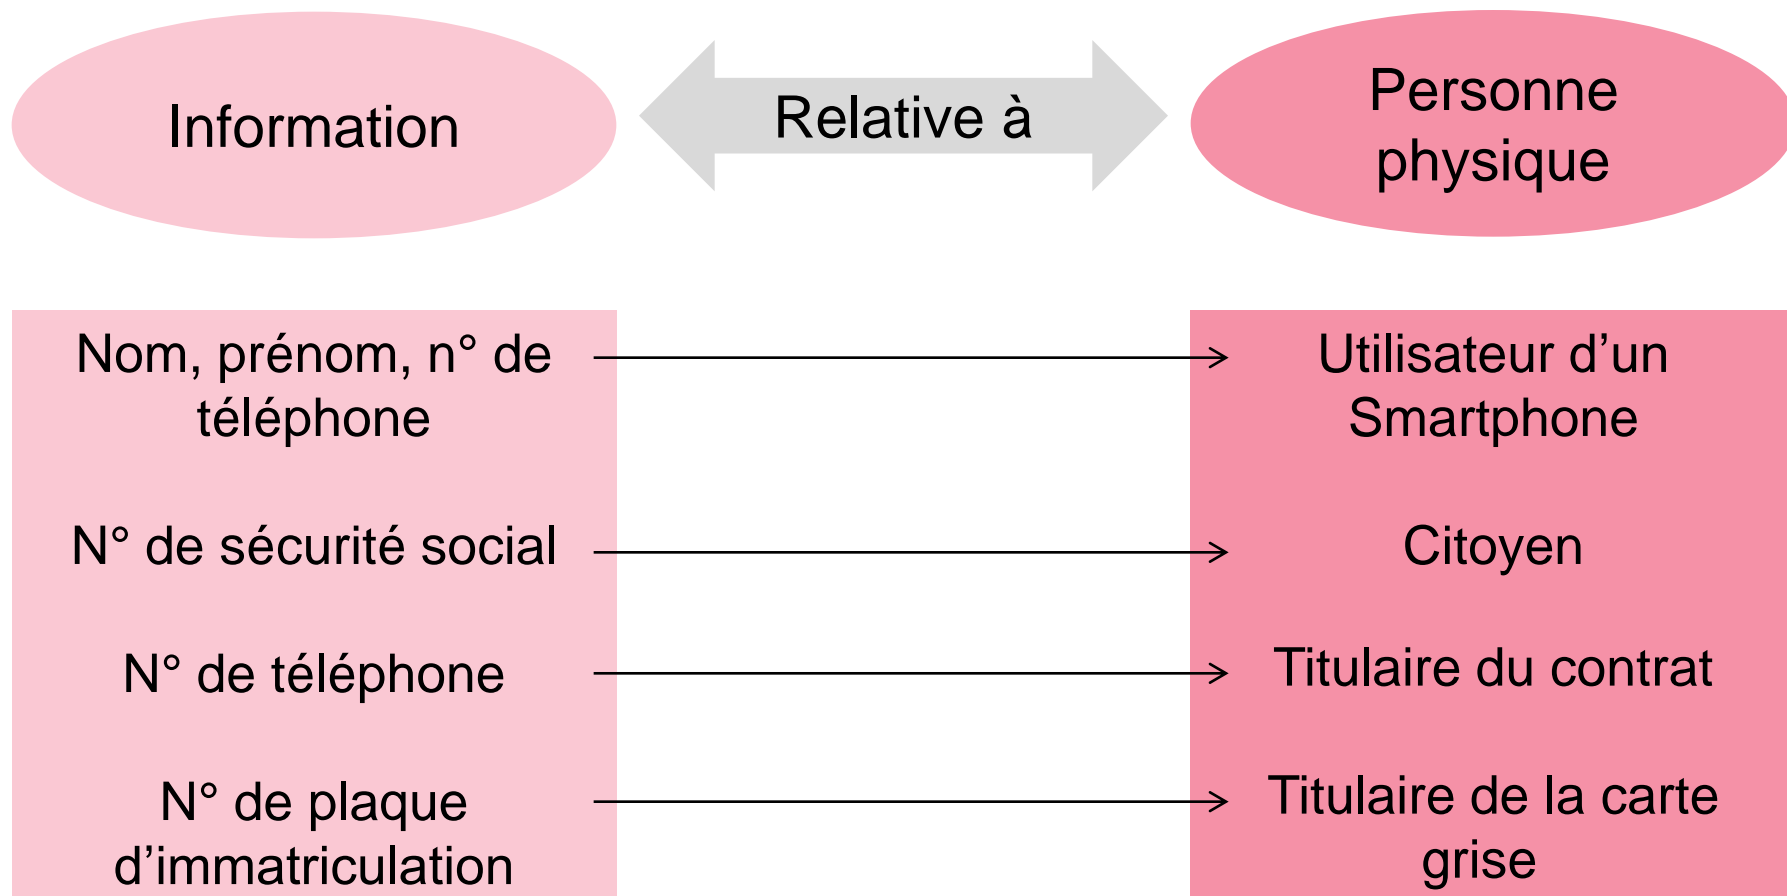 Information
Relative à
Personne
physique
Nom, prénom, n° de
téléphone
Utilisateur d’un
Smartphone
N° de sécurité social
Citoyen
N° de téléphone
Titulaire du contrat
N° de plaque
d’immatriculation
Titulaire de la carte
grise